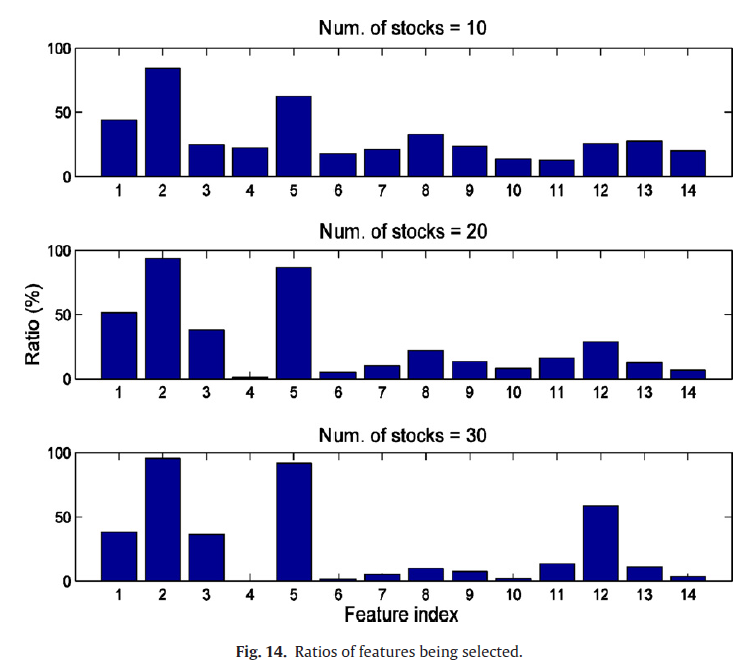 Num. of stocks = 10
100
50
0
1 2 3 4 5 6 7 8 9 10 11 12 13 14
Num. of stocks = 20
100
50
0
1 2 3 4 5 6 7 8 9 10 11 12 13 14
Ratio (%)
Num. of stocks = 30
100
50
0
1 2 3 4 5 6 7 8 9 10 11 12 13 14
Feature index
Fig. 14. Ratios of features being selected.